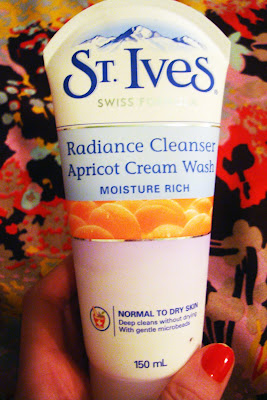 ST. IVES
SWISS FORMULA
Radiance Cleanser
Apricot Cream Wash
MOISTURE RICH
NORMAL TO DRY SKIN
Deep cleans without drying
With gentle microbeads
150 mL